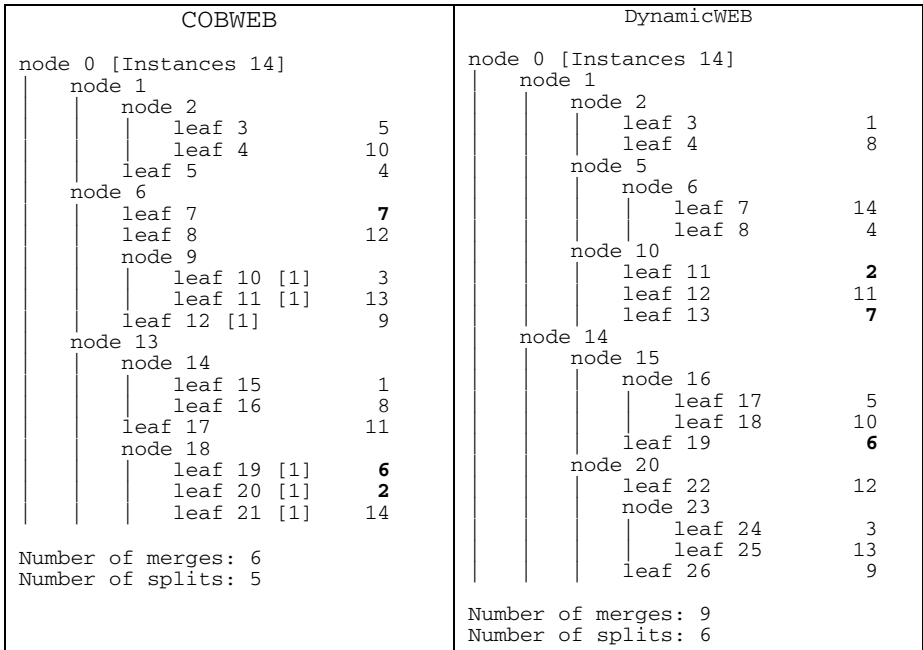 COBWEB
node 0 [Instances 14]
node 1
node 2
leaf 3 5
leaf 4 10
leaf 5 4
node 6
leaf 7 7
leaf 8 12
node 9
leaf 10 [1] 3
leaf 11 [1] 13
leaf 12 [1] 9
node 13
node 14
leaf 15 1
leaf 16 8
leaf 17 11
node 18
leaf 19 [1] 6
leaf 20 [1] 2
leaf 21 [1] 14
Number of merges: 6
Number of splits: 5
DynamicWEB
node 0 [Instances 14]
node 1
node 2
leaf 3 1
leaf 4 8
node 5
node 6
leaf 7 14
leaf 8 4
node 10
leaf 11 2
leaf 12 11
leaf 13 7
node 14
node 15
node 16
leaf 17 5
leaf 18 10
leaf 19 6
node 20
leaf 22 12
node 23
leaf 24 3
leaf 25 13
leaf 26 9
Number of merges: 9
Number of splits: 6